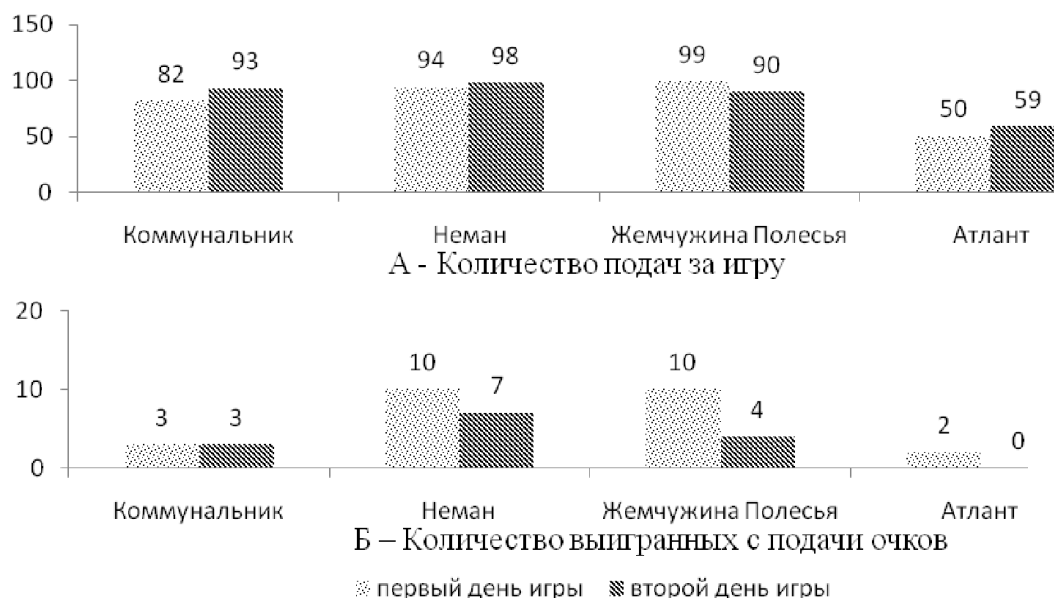 150
82 93 94 98 99 90
100
50 59
50
0
Коммунальник Неман Жемчужина Полесья Атлант
А - Количество подач за игру
20
10 10
10
7
3 3 4 2 0
0
Коммунальник Неман Жемчужина Полесья Атлант
Б – Количество выигранных с подачи очков
первый день игры второй день игры